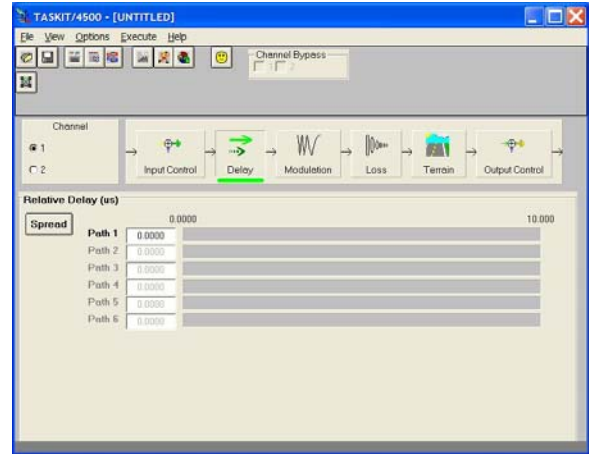 TASKIT/4500 - [UNTITLED]
File View Options Execute Help
Channel Bypass
1 2
Channel
1
2
Input Control Delay Modulation Loss Terrain Output Control
Relative Delay (us)
Spread
0.0000 10.000
Path 1 0.0000
Path 2 0.0000
Path 3 0.0000
Path 4 0.0000
Path 5 0.0000
Path 6 0.0000